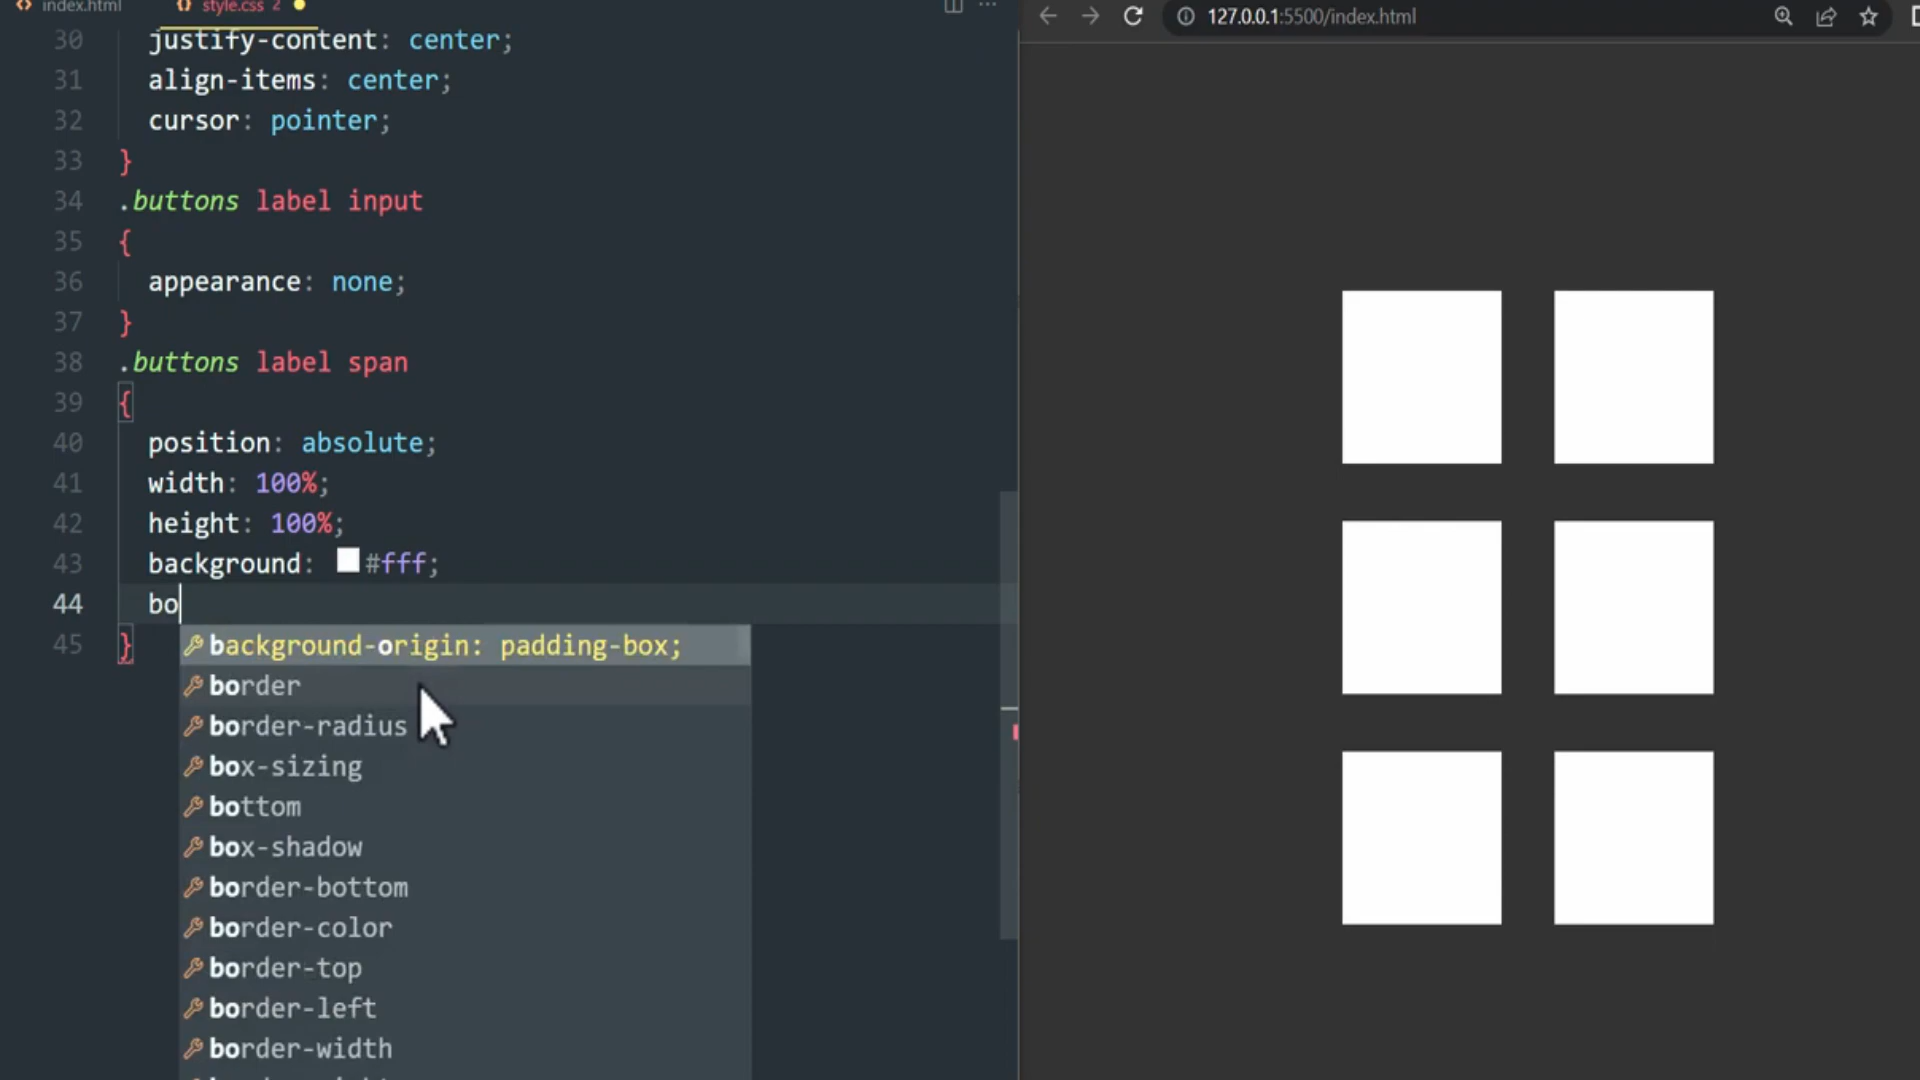 index.html
style.css 2
127.0.0.1:5500/index.html
30 justify-content: center;
31 align-items: center;
32 cursor: pointer;
33 }
34 .buttons label input
35 {
36 appearance: none;
37 }
38 .buttons label span
39 {
40 position: absolute;
41 width: 100%;
42 height: 100%;
43 background: #fff;
44 bo
45 }
background-origin: padding-box;
border
border-radius
box-sizing
bottom
box-shadow
border-bottom
border-color
border-top
border-left
border-width